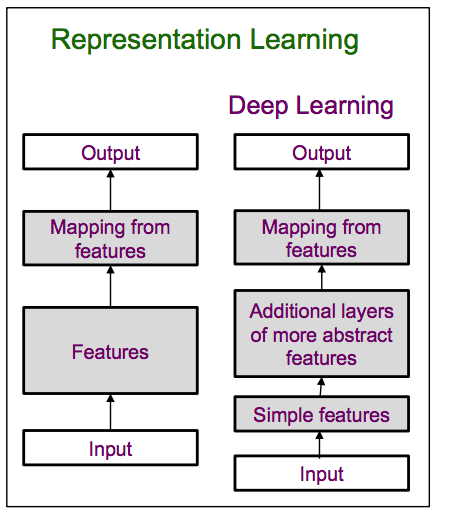 Representation Learning
Deep Learning
Output
Mapping from
features
Features
Input
Output
Mapping from
features
Additional layers
of more abstract
features
Simple features
Input